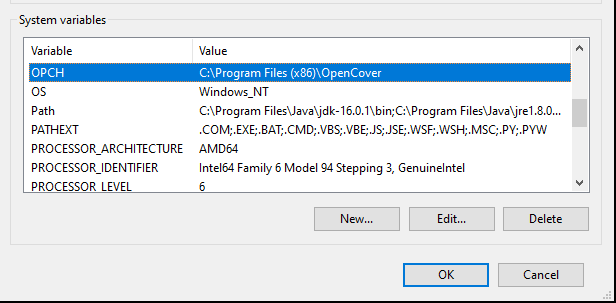 System variables
Variable Value
OPCH C:\Program Files (x86)\OpenCover
OS Windows_NT
Path C:\Program Files\Java\jdk-16.0.1\bin;C:\Program Files\Java\jre1.8.0...
PATHEXT .COM;.EXE;.BAT;.CMD;.VBS;.VBE;.JS;.JSE;.WSF;.WSH;.MSC;.PY;.PYW
PROCESSOR_ARCHITECTURE AMD64
PROCESSOR_IDENTIFIER Intel64 Family 6 Model 94 Stepping 3, GenuineIntel
PROCESSOR_LEVEL 6
New... Edit... Delete
OK Cancel